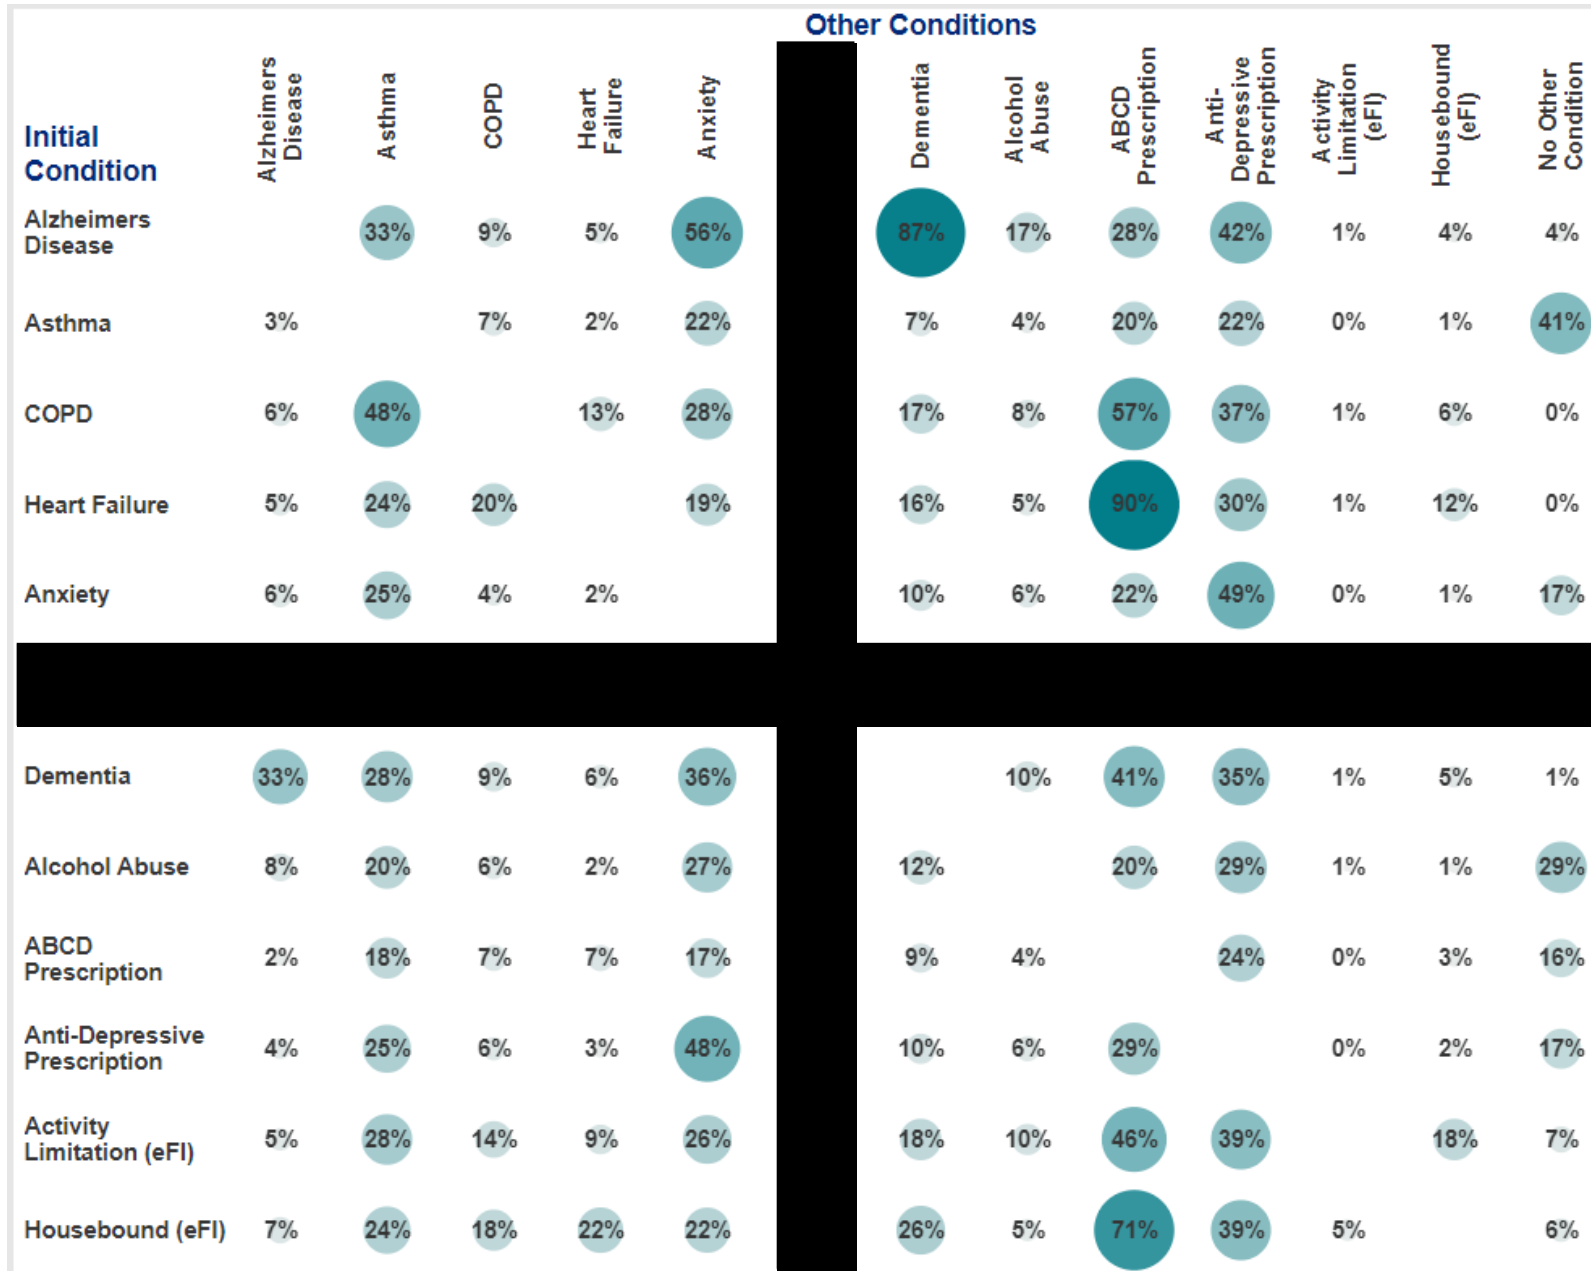 Other Conditions
Initial
Condition
Alzheimers
Disease
Asthma
COPD
Heart
Failure
Anxiety
Dementia
Alcohol
Abuse
ABCD
Prescription
Anti-
Depressive
Prescription
Activity
Limitation
(eFI)
Housebound
(eFI)
No Other
Condition
Alzheimers
Disease
33% 9% 5% 56% 87% 17% 28% 42% 1% 4% 4%
Asthma 3% 7% 2% 22% 7% 4% 20% 22% 0% 1% 41%
COPD 6% 48% 13% 28% 17% 8% 57% 37% 1% 6% 0%
Heart Failure 5% 24% 20% 19% 16% 5% 90% 30% 1% 12% 0%
Anxiety 6% 25% 4% 2% 10% 6% 22% 49% 0% 1% 17%
Dementia 33% 28% 9% 6% 36% 10% 41% 35% 1% 5% 1%
Alcohol Abuse 8% 20% 6% 2% 27% 12% 20% 29% 1% 1% 29%
ABCD
Prescription
2% 18% 7% 7% 17% 9% 4% 24% 0% 3% 16%
Anti-Depressive
Prescription
4% 25% 6% 3% 48% 10% 6% 29% 0% 2% 17%
Activity
Limitation (eFI)
5% 28% 14% 9% 26% 18% 10% 46% 39% 18% 7%
Housebound (eFI) 7% 24% 18% 22% 22% 26% 5% 71% 39% 5% 6%